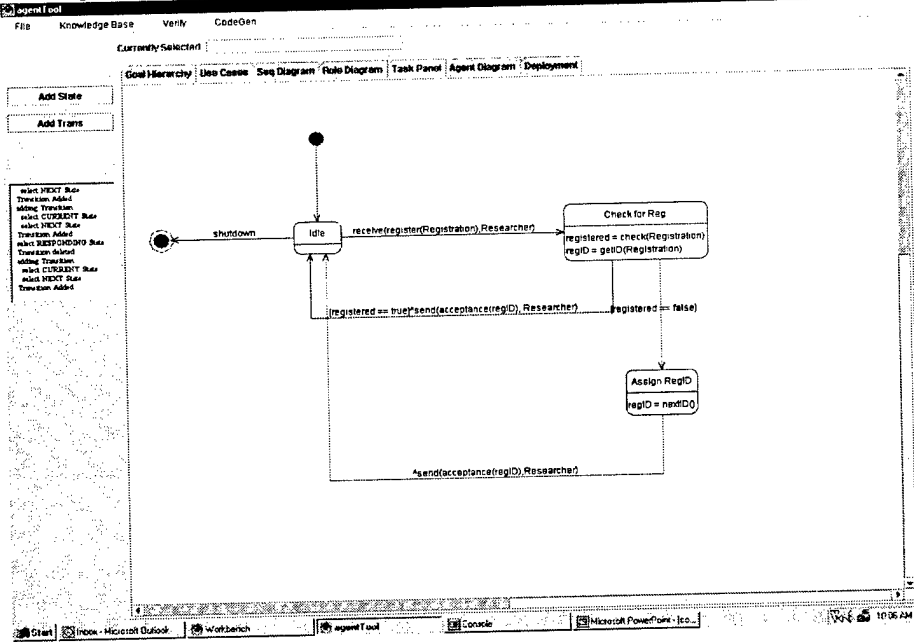 agentTool
File Knowledge Base Verify CodeGen
Currently Selected
Goal Hierarchy Use Cases Seq Diagram Role Diagram Task Panel Agent Diagram Deployment
Add State
Add Trans
select NEXT State
Transition Added
adding Transition
select CURRENT State
select NEXT State
Transition Added
select RESPONDING State
Transition deleted
adding Transition
select CURRENT State
select NEXT State
Transition Added
shutdown
Idle
receive(register(Registration),Researcher)
Check for Reg
registered = check(Registration)
regID = getID(Registration)
[registered == true]^send(acceptance(regID), Researcher)
[registered == false]
Assign RegID
regID = nextID()
^send(acceptance(regID),Researcher)
Start Inbox - Microsoft Outlook Workbench agentTool Console Microsoft PowerPoint - [co... 10:06 AM